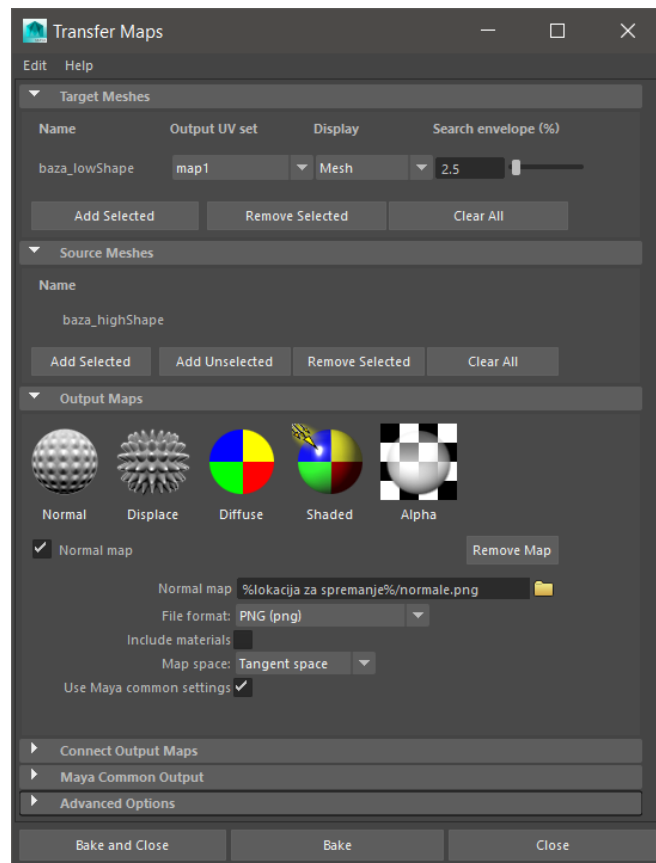 Transfer Maps
Edit Help
Target Meshes
Name Output UV set Display Search envelope (%)
baza_lowShape map1 Mesh 2.5
Add Selected Remove Selected Clear All
Source Meshes
Name
baza_highShape
Add Selected Add Unselected Remove Selected Clear All
Output Maps
Normal Displace Diffuse Shaded Alpha
Normal map Remove Map
Normal map %lokacija za spremanje%/normale.png
File format: PNG (png)
Include materials
Map space: Tangent space
Use Maya common settings
Connect Output Maps
Maya Common Output
Advanced Options
Bake and Close Bake Close